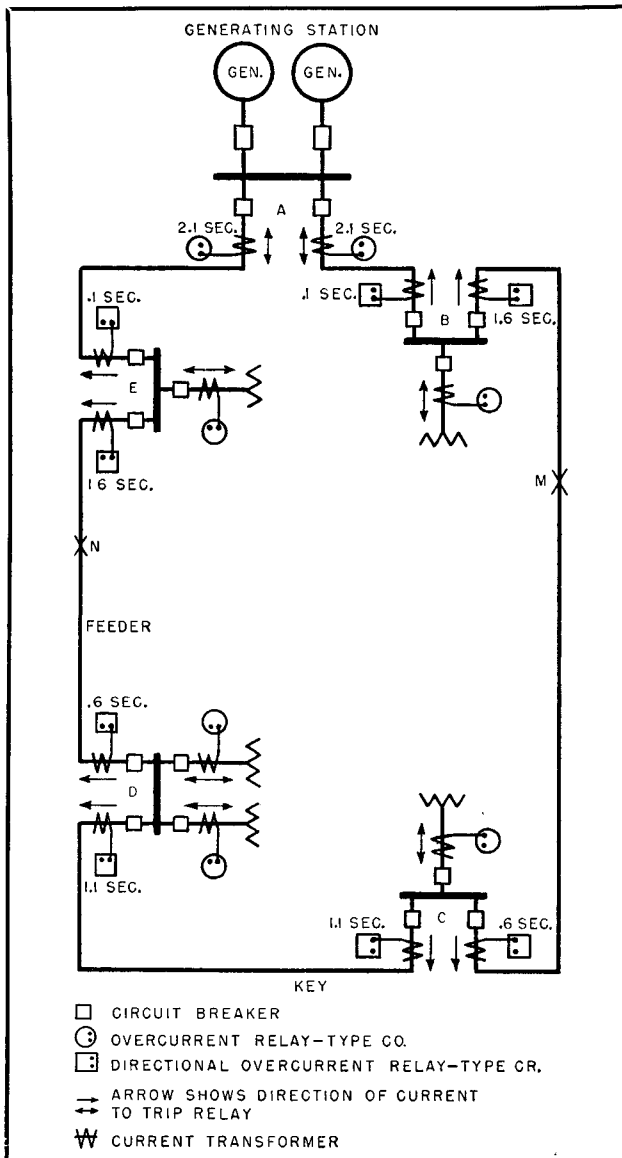 GENERATING STATION
GEN. GEN.
A
2.1 SEC. 2.1 SEC.
.1 SEC. .1 SEC. B 1.6 SEC.
E
1.6 SEC.
M
N
FEEDER
.6 SEC.
D
1.1 SEC.
C
1.1 SEC. .6 SEC.
KEY
CIRCUIT BREAKER
OVERCURRENT RELAY-TYPE CO.
DIRECTIONAL OVERCURRENT RELAY-TYPE CR.
ARROW SHOWS DIRECTION OF CURRENT
TO TRIP RELAY
CURRENT TRANSFORMER